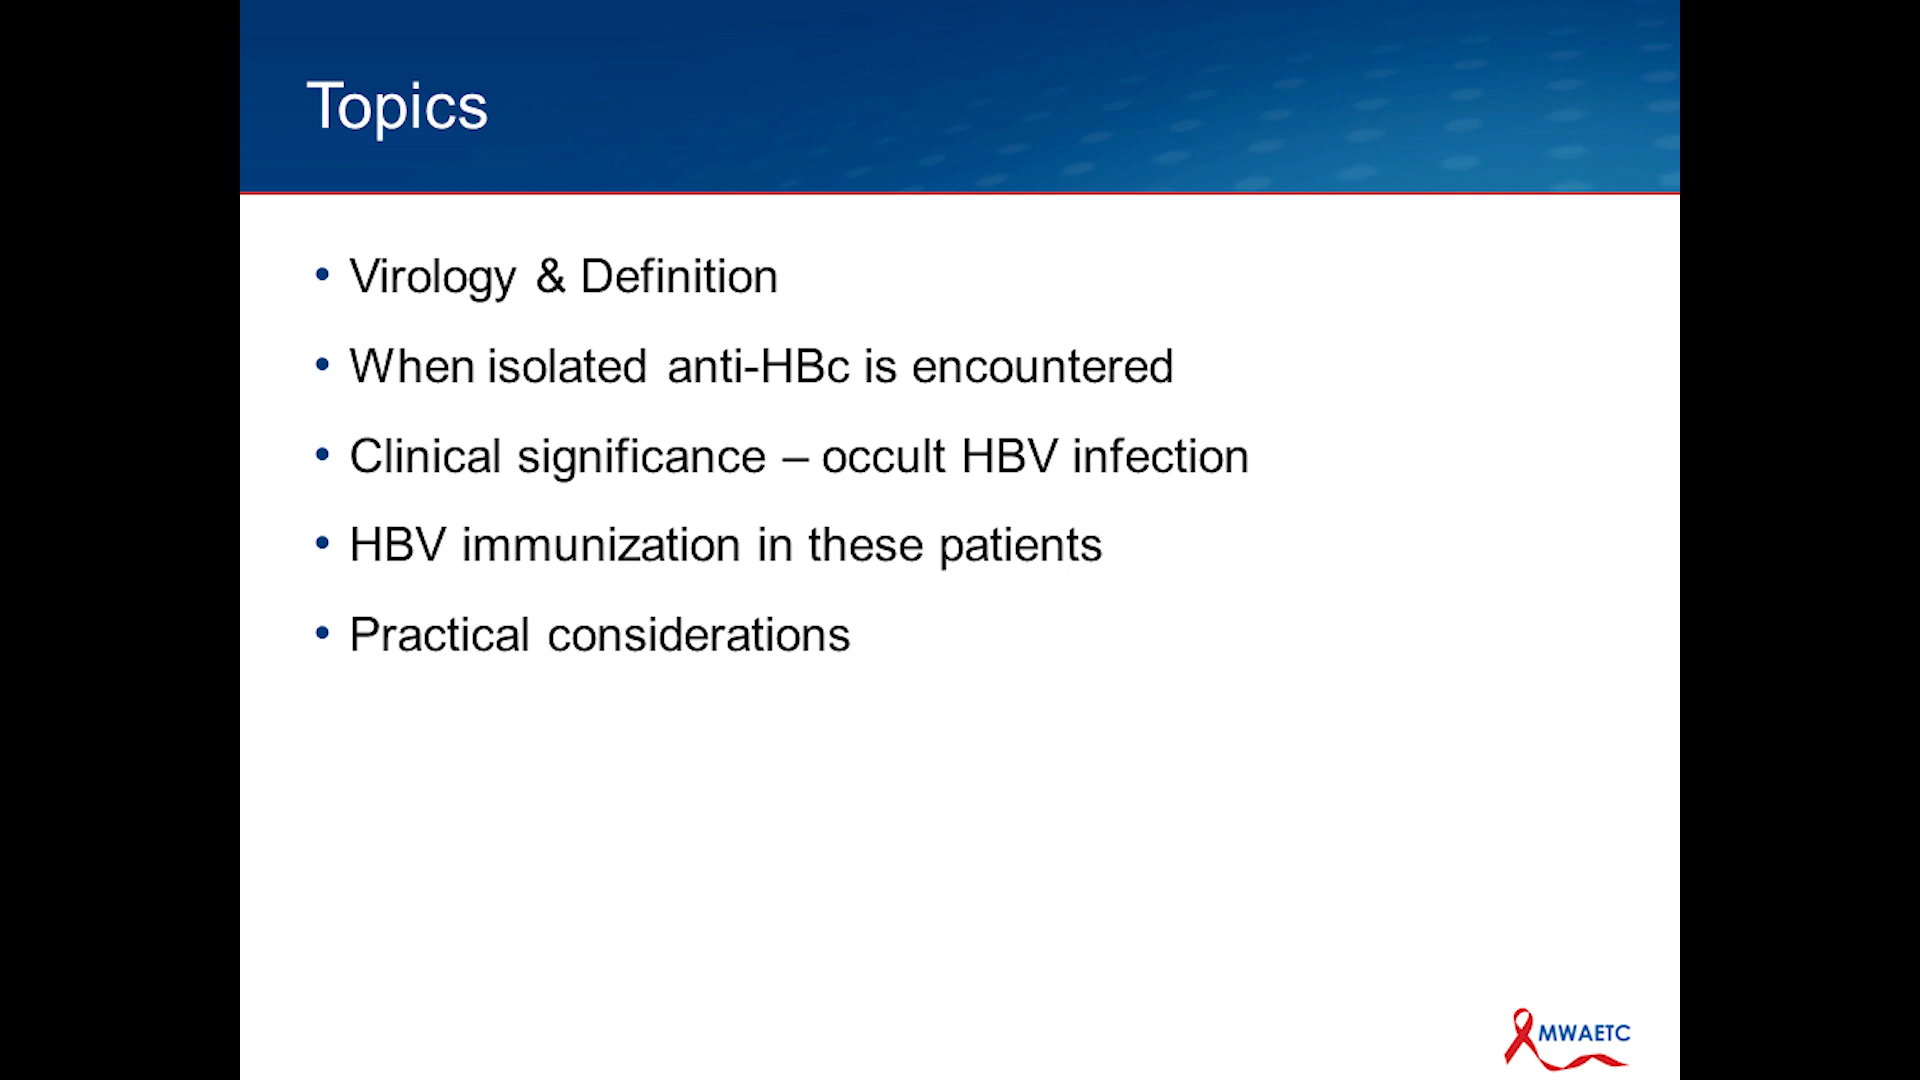 Topics
• Virology & Definition
• When isolated anti-HBc is encountered
• Clinical significance – occult HBV infection
• HBV immunization in these patients
• Practical considerations
MWAETC